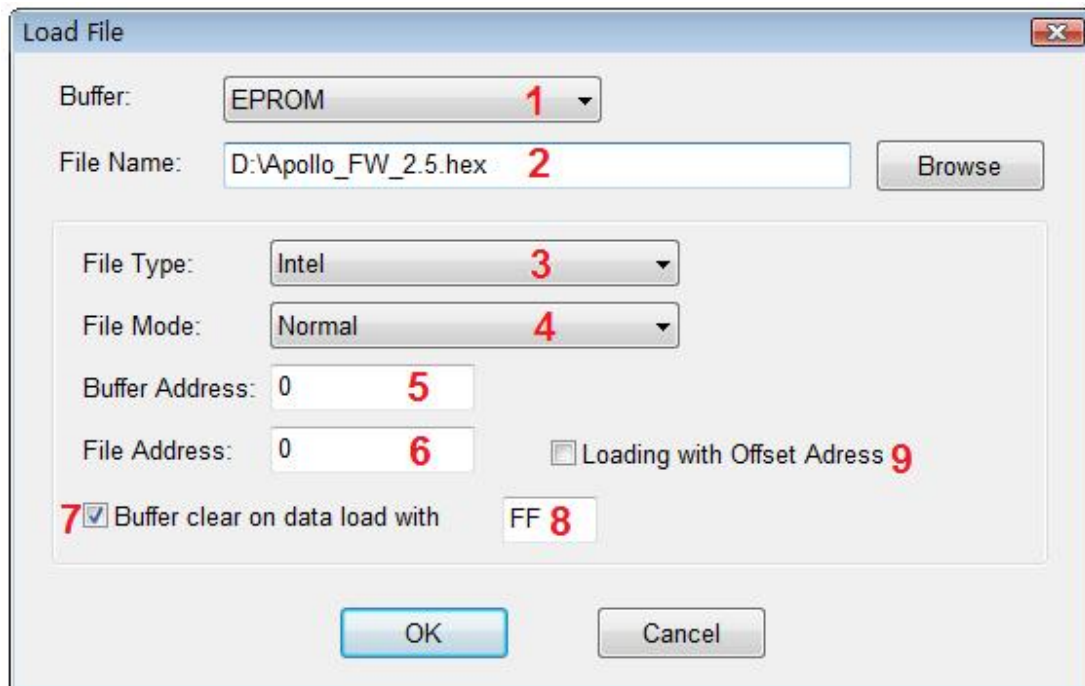 Load File
Buffer: EPROM 1
File Name: D:\Apollo_FW_2.5.hex 2 Browse
File Type: Intel 3
File Mode: Normal 4
Buffer Address: 0 5
File Address: 0 6 Loading with Offset Adress 9
7 Buffer clear on data load with FF 8
OK Cancel